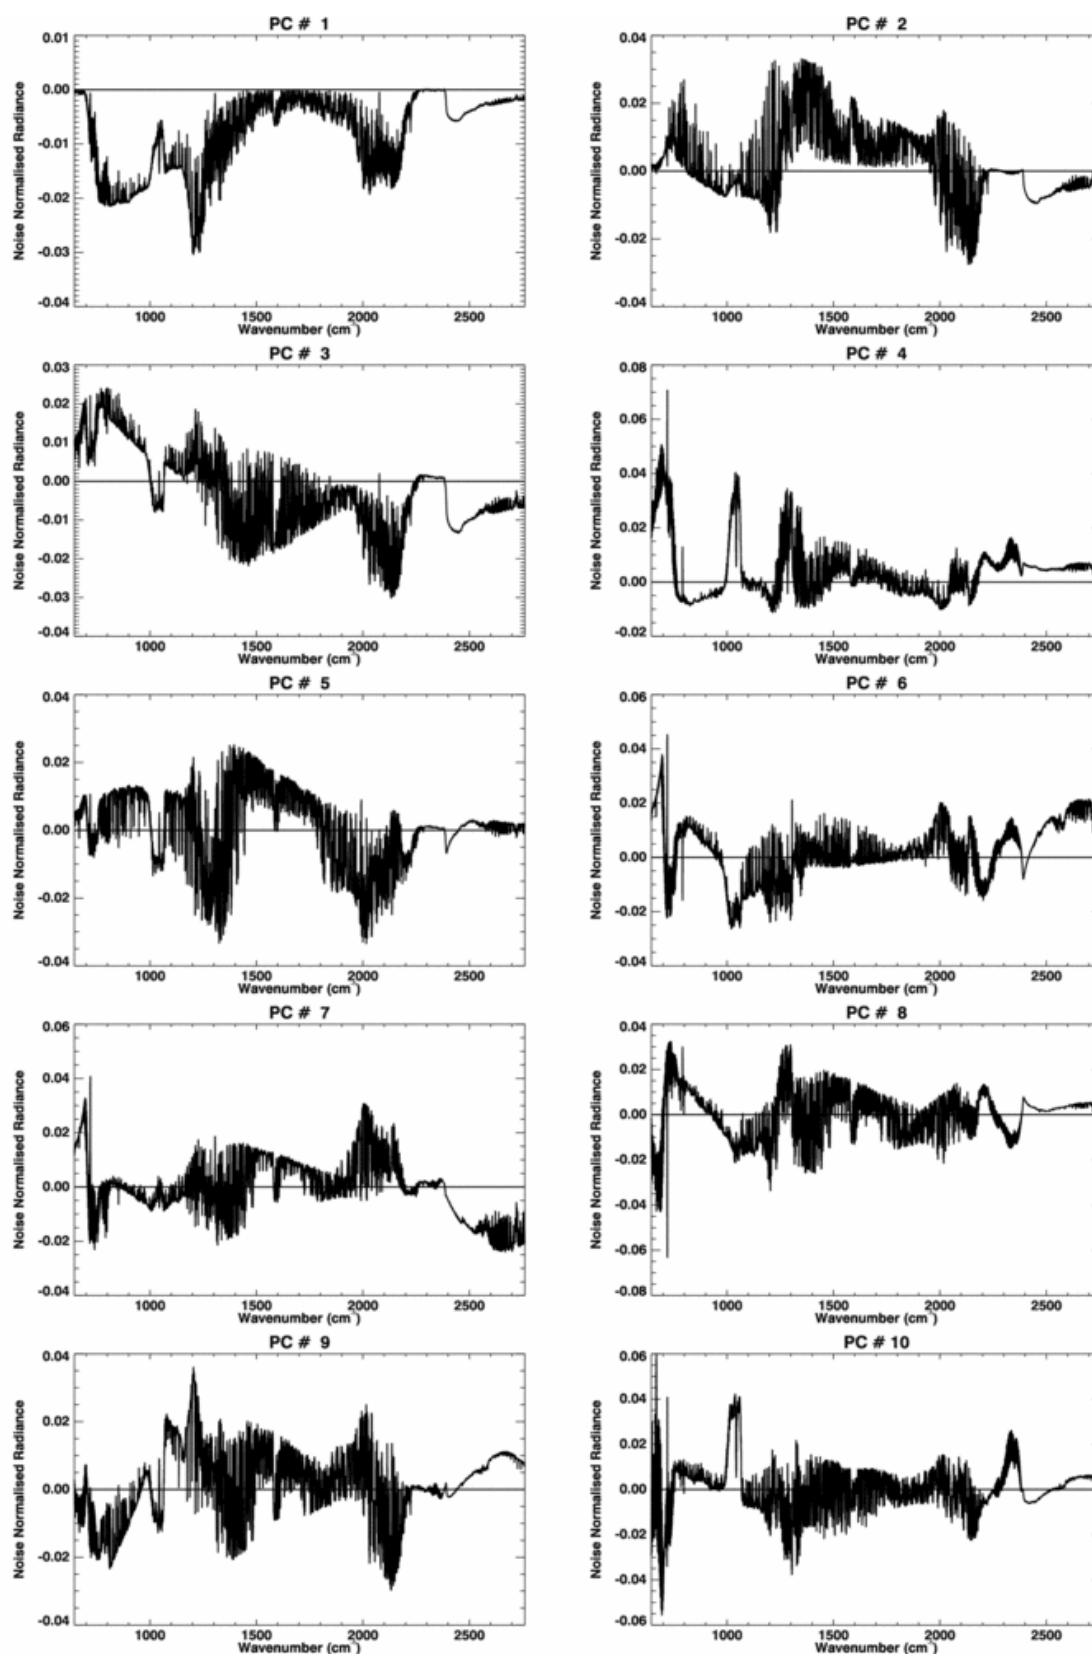 PC # 1
Noise Normalised Radiance
0.01
0.00
-0.01
-0.02
-0.03
-0.04
1000 1500 2000 2500
Wavenumber (cm⁻¹)
PC # 2
Noise Normalised Radiance
0.04
0.02
0.00
-0.02
-0.04
1000 1500 2000 2500
Wavenumber (cm⁻¹)
PC # 3
Noise Normalised Radiance
0.03
0.02
0.01
0.00
-0.01
-0.02
-0.03
-0.04
1000 1500 2000 2500
Wavenumber (cm⁻¹)
PC # 4
Noise Normalised Radiance
0.08
0.06
0.04
0.02
0.00
-0.02
1000 1500 2000 2500
Wavenumber (cm⁻¹)
PC # 5
Noise Normalised Radiance
0.04
0.02
0.00
-0.02
-0.04
1000 1500 2000 2500
Wavenumber (cm⁻¹)
PC # 6
Noise Normalised Radiance
0.06
0.04
0.02
0.00
-0.02
-0.04
1000 1500 2000 2500
Wavenumber (cm⁻¹)
PC # 7
Noise Normalised Radiance
0.06
0.04
0.02
0.00
-0.02
-0.04
1000 1500 2000 2500
Wavenumber (cm⁻¹)
PC # 8
Noise Normalised Radiance
0.04
0.02
0.00
-0.02
-0.04
-0.06
-0.08
1000 1500 2000 2500
Wavenumber (cm⁻¹)
PC # 9
Noise Normalised Radiance
0.04
0.02
0.00
-0.02
-0.04
1000 1500 2000 2500
Wavenumber (cm⁻¹)
PC # 10
Noise Normalised Radiance
0.06
0.04
0.02
0.00
-0.02
-0.04
-0.06
1000 1500 2000 2500
Wavenumber (cm⁻¹)